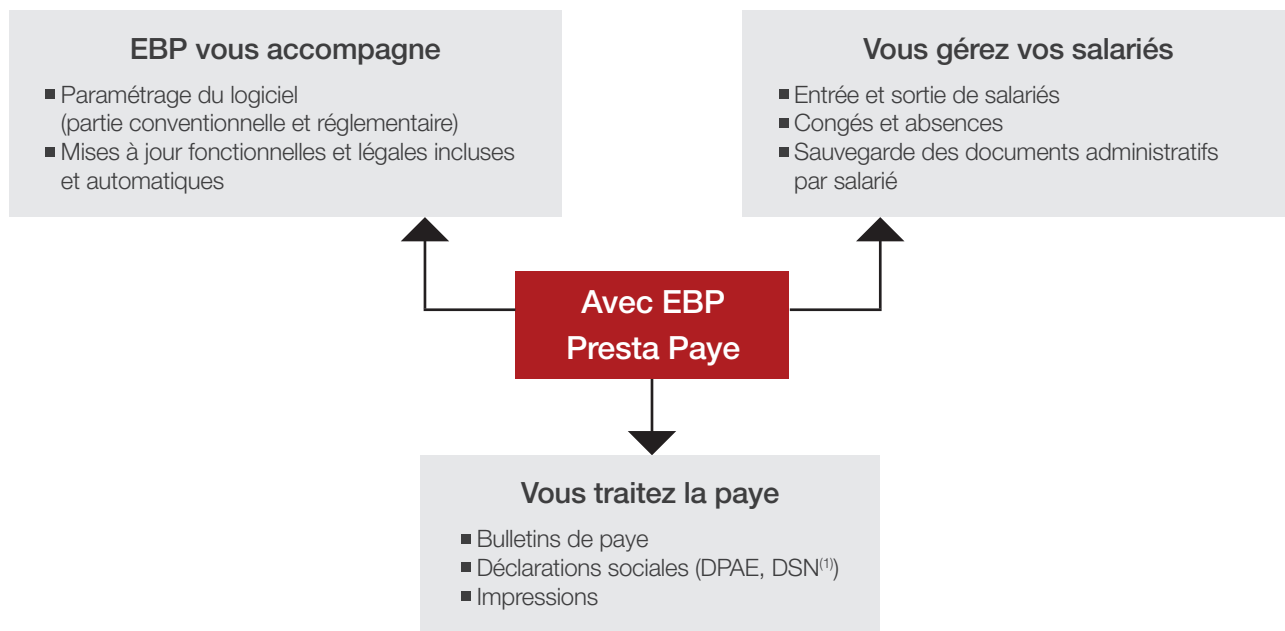 EBP vous accompagne
■ Paramétrage du logiciel
(partie conventionnelle et réglementaire)
■ Mises à jour fonctionnelles et légales incluses
et automatiques
Vous gérez vos salariés
■ Entrée et sortie de salariés
■ Congés et absences
■ Sauvegarde des documents administratifs
par salarié
Avec EBP
Presta Paye
Vous traitez la paye
■ Bulletins de paye
■ Déclarations sociales (DPAE, DSN(1))
■ Impressions